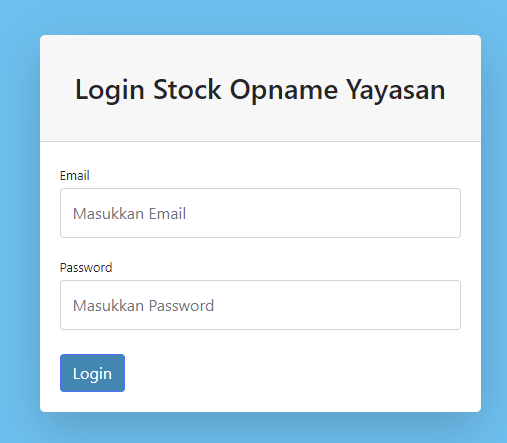 Login Stock Opname Yayasan
Email
Masukkan Email
Password
Masukkan Password
Login